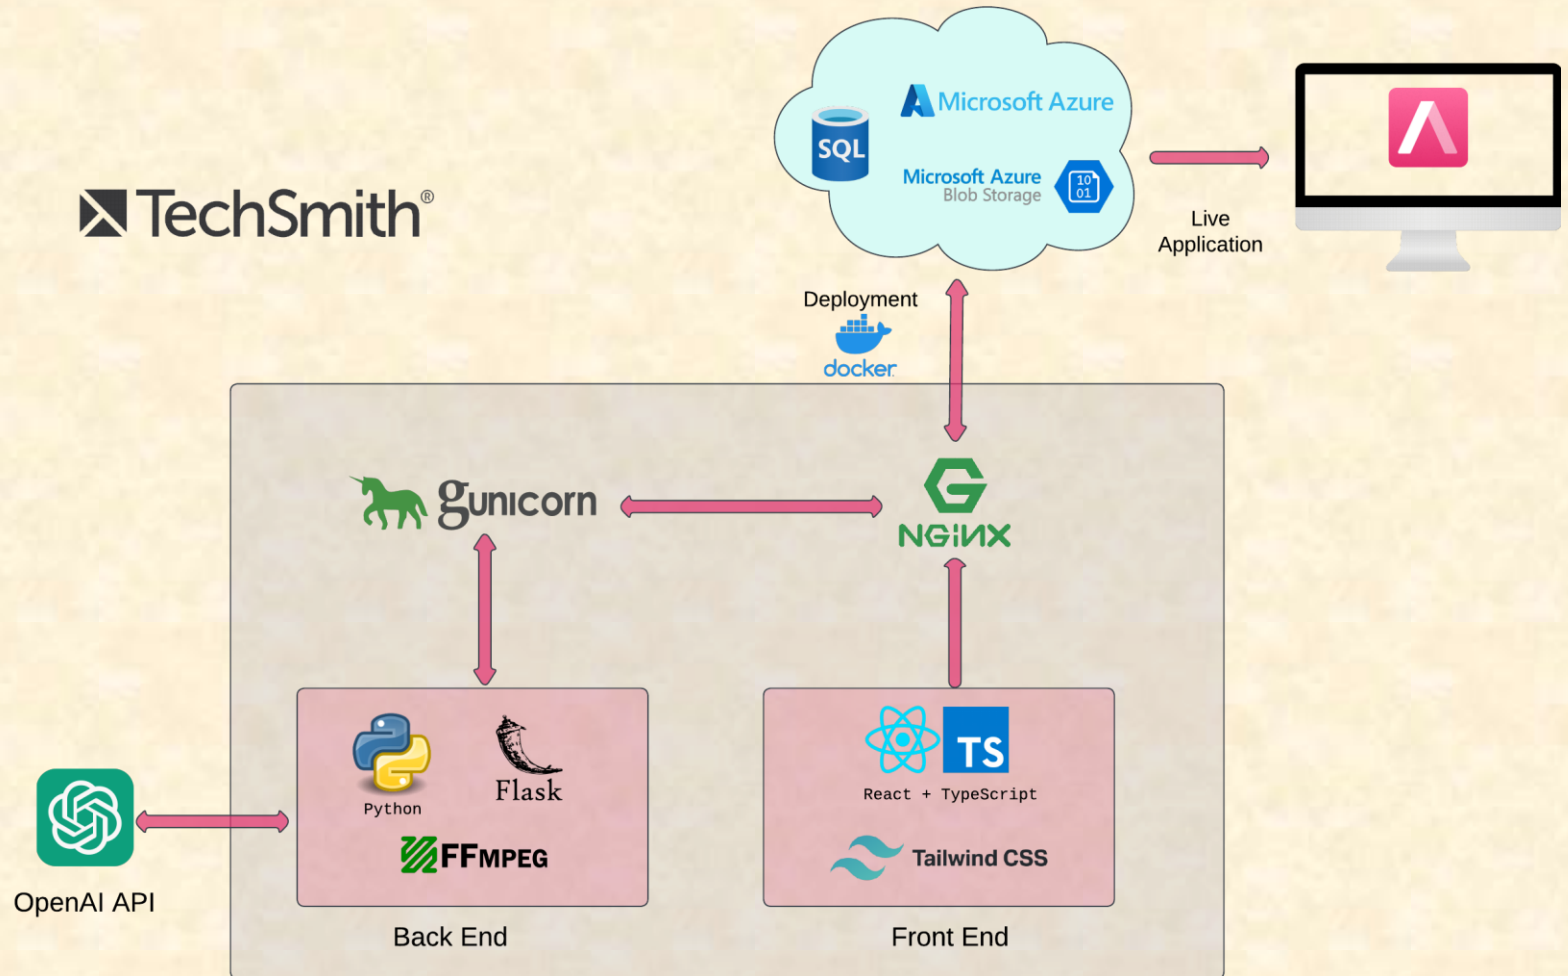 Microsoft Azure
SQL
Microsoft Azure
Blob Storage
10
01
Live
Application
TechSmith®
Deployment
docker
gunicorn
NGINX
Python
Flask
FFMPEG
React + TypeScript
TS
Tailwind CSS
OpenAI API
Back End
Front End